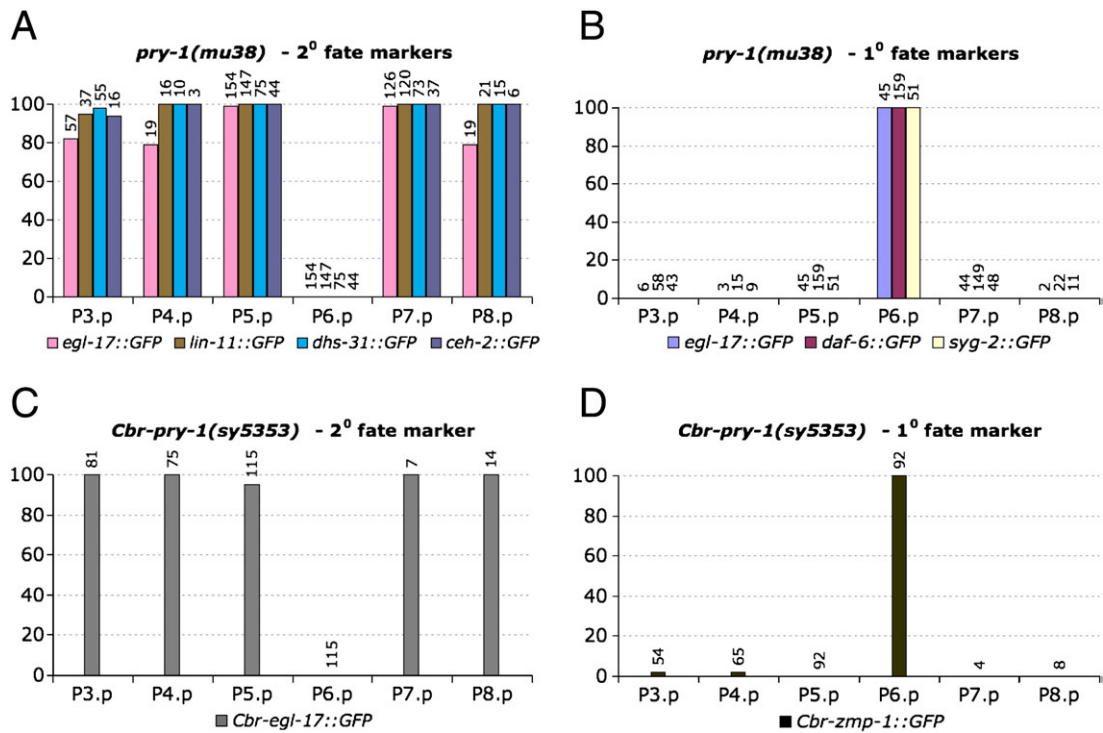 A
pry-1(mu38) - 2⁰ fate markers
57 37 55 16 19 16 10 3 154 147 75 44 154 147 75 44 126 120 73 37 19 21 15 6
100
80
60
40
20
0
P3.p P4.p P5.p P6.p P7.p P8.p
egl-17::GFP lin-11::GFP dhs-31::GFP ceh-2::GFP
B
pry-1(mu38) - 1⁰ fate markers
6 58 43 3 15 9 45 159 51 45 159 51 44 149 48 2 22 11
100
80
60
40
20
0
P3.p P4.p P5.p P6.p P7.p P8.p
egl-17::GFP daf-6::GFP syg-2::GFP
C
Cbr-pry-1(sy5353) - 2⁰ fate marker
81 75 115 115 7 14
100
80
60
40
20
0
P3.p P4.p P5.p P6.p P7.p P8.p
Cbr-egl-17::GFP
D
Cbr-pry-1(sy5353) - 1⁰ fate marker
54 65 92 92 4 8
100
80
60
40
20
0
P3.p P4.p P5.p P6.p P7.p P8.p
Cbr-zmp-1::GFP